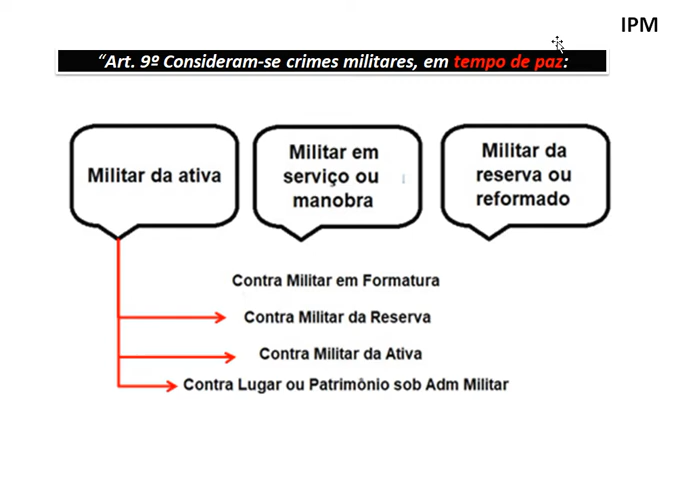 IPM
“Art. 9º Consideram-se crimes militares, em tempo de paz:
Militar da ativa
Militar em
serviço ou
manobra
Militar da
reserva ou
reformado
Contra Militar em Formatura
Contra Militar da Reserva
Contra Militar da Ativa
Contra Lugar ou Patrimônio sob Adm Militar